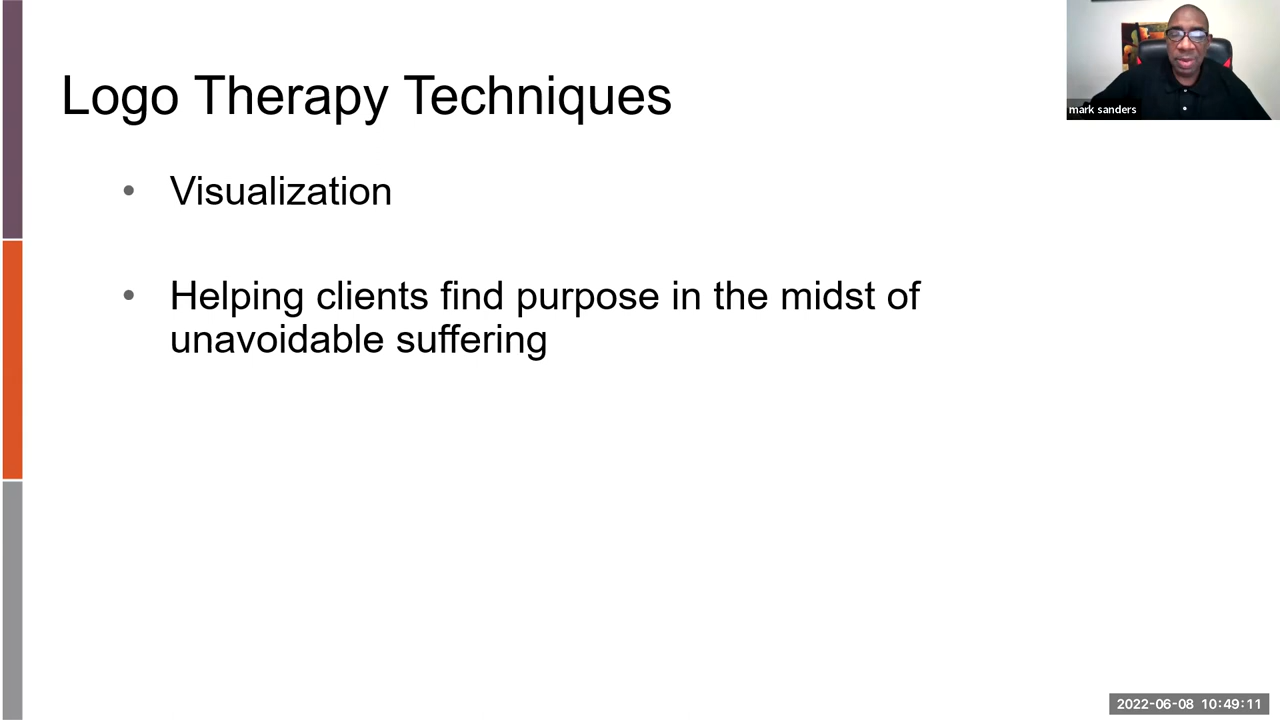 Logo Therapy Techniques
mark sanders
• Visualization
• Helping clients find purpose in the midst of
unavoidable suffering
2022-06-08 10:49:11